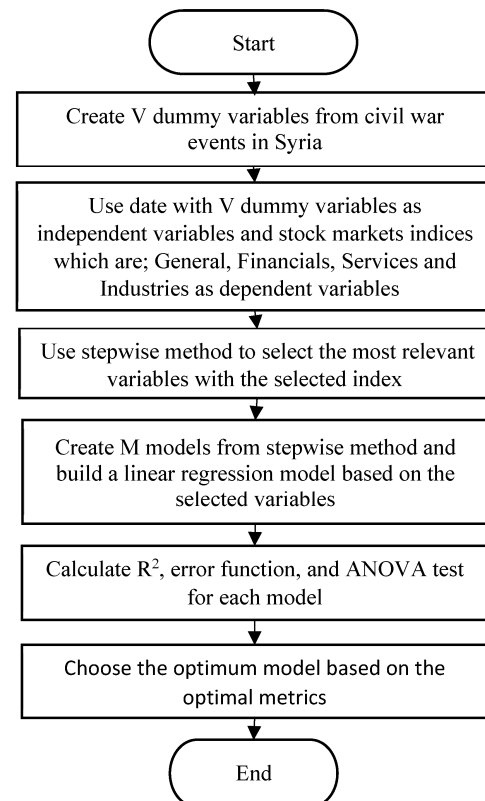 Start
Create V dummy variables from civil war
events in Syria
Use date with V dummy variables as
independent variables and stock markets indices
which are; General, Financials, Services and
Industries as dependent variables
Use stepwise method to select the most relevant
variables with the selected index
Create M models from stepwise method and
build a linear regression model based on the
selected variables
Calculate R², error function, and ANOVA test
for each model
Choose the optimum model based on the
optimal metrics
End